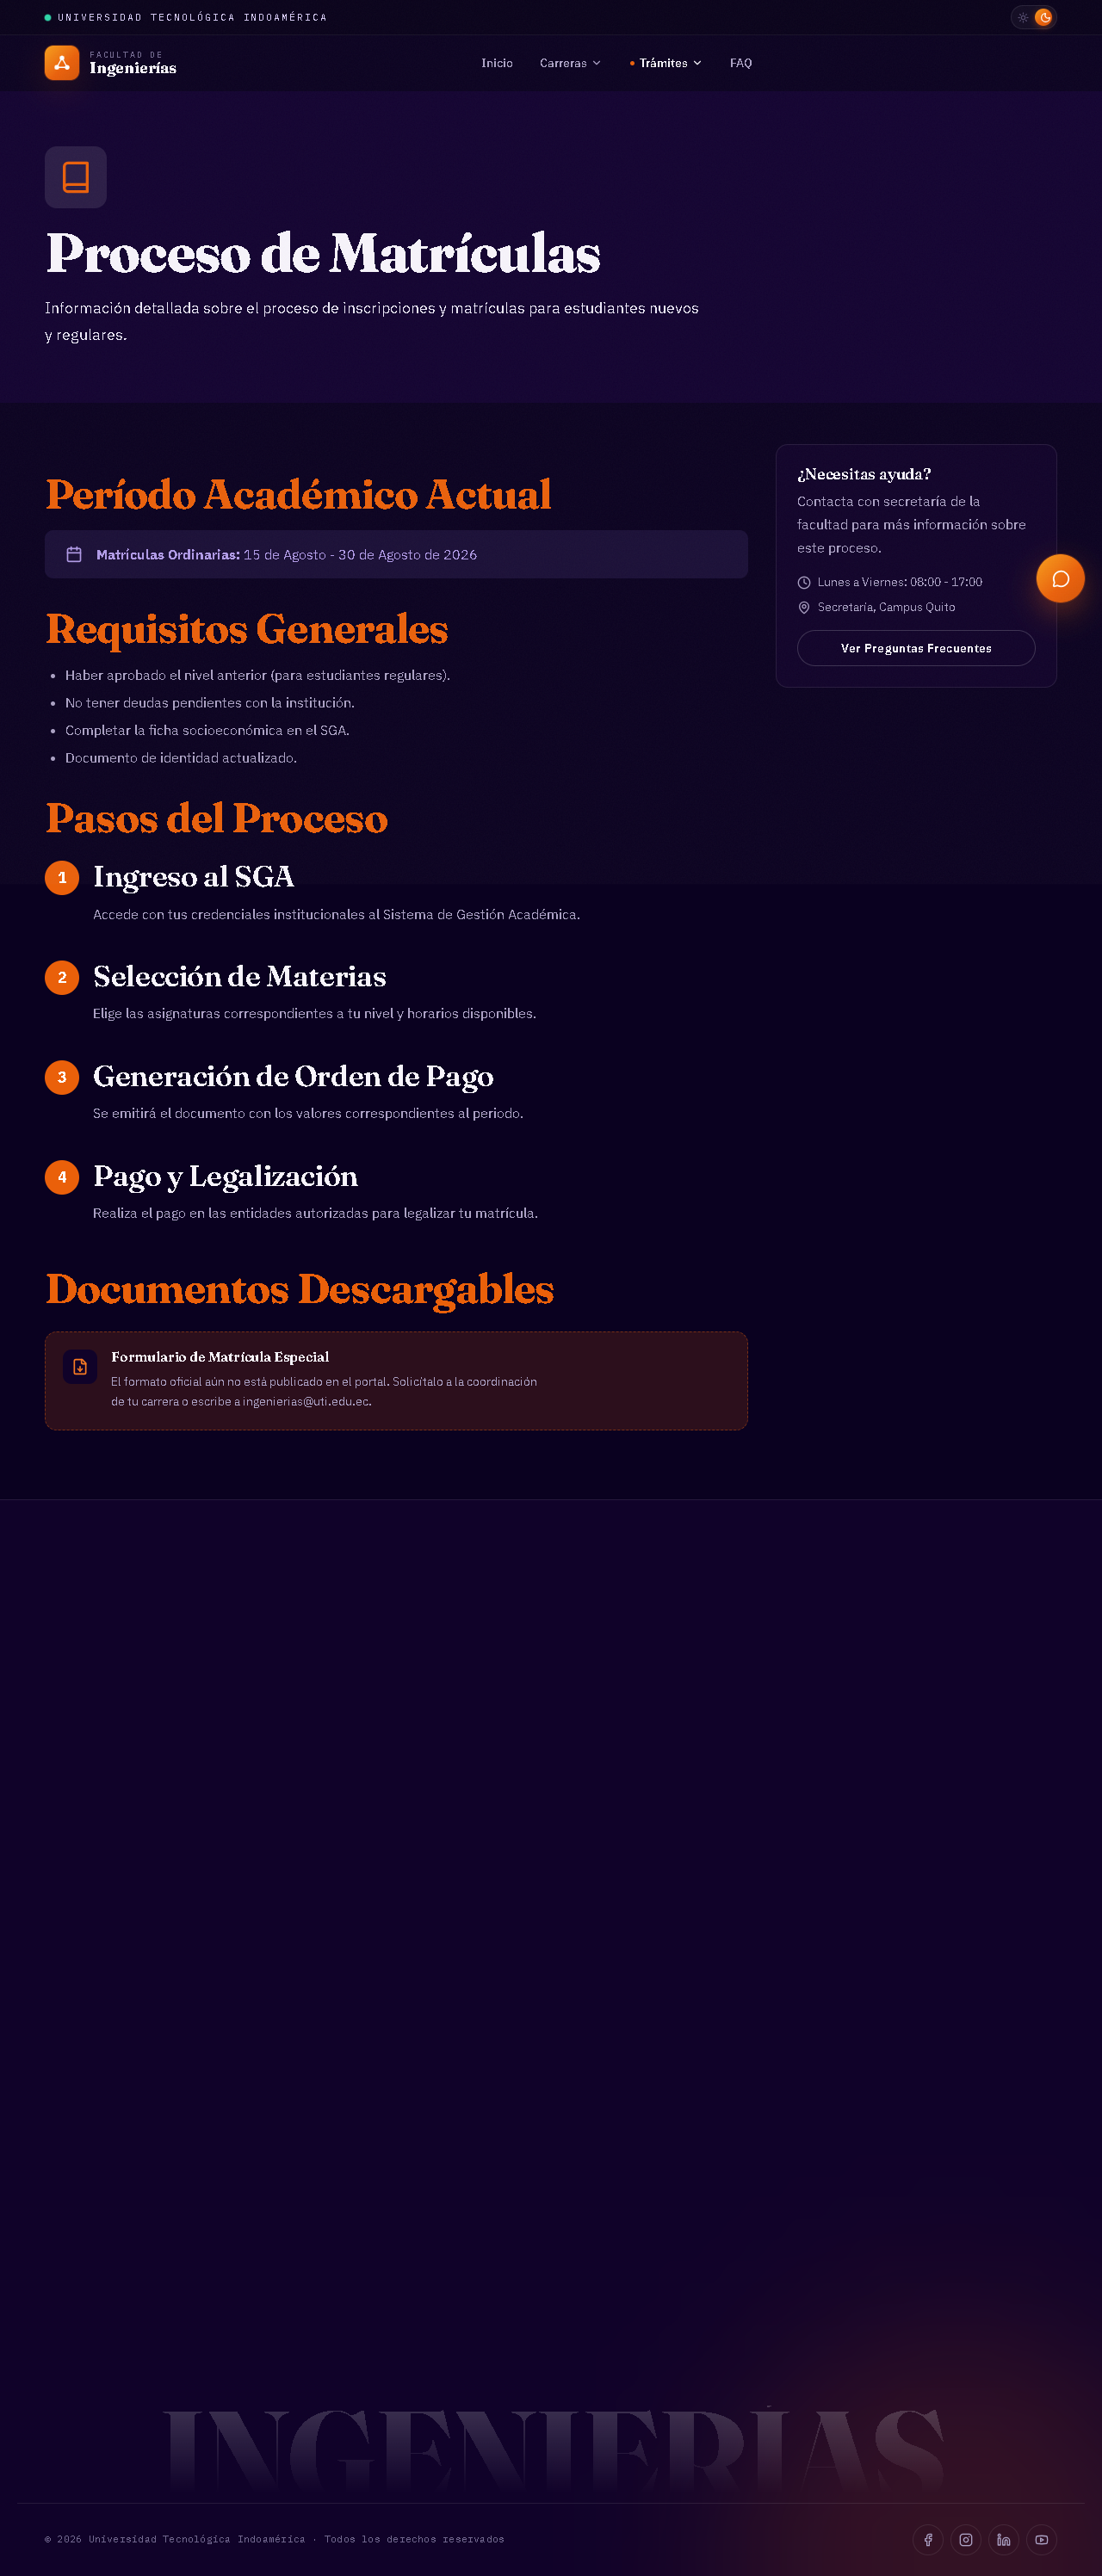 UNIVERSIDAD TECNOLÓGICA INDOAMÉRICA
FACULTAD DE
Ingenierías
Inicio
Carreras
Trámites
FAQ
Proceso de Matrículas
Información detallada sobre el proceso de inscripciones y matrículas para estudiantes nuevos
y regulares.
Período Académico Actual
Matrículas Ordinarias: 15 de Agosto - 30 de Agosto de 2026
Requisitos Generales
Haber aprobado el nivel anterior (para estudiantes regulares).
No tener deudas pendientes con la institución.
Completar la ficha socioeconómica en el SGA.
Documento de identidad actualizado.
Pasos del Proceso
1
Ingreso al SGA
Accede con tus credenciales institucionales al Sistema de Gestión Académica.
2
Selección de Materias
Elige las asignaturas correspondientes a tu nivel y horarios disponibles.
3
Generación de Orden de Pago
Se emitirá el documento con los valores correspondientes al periodo.
4
Pago y Legalización
Realiza el pago en las entidades autorizadas para legalizar tu matrícula.
Documentos Descargables
Formulario de Matrícula Especial
El formato oficial aún no está publicado en el portal. Solicítalo a la coordinación
de tu carrera o escribe a ingenierias@uti.edu.ec.
¿Necesitas ayuda?
Contacta con secretaría de la
facultad para más información sobre
este proceso.
Lunes a Viernes: 08:00 - 17:00
Secretaría, Campus Quito
Ver Preguntas Frecuentes
INGENIERÍAS
© 2026 Universidad Tecnológica Indoamérica · Todos los derechos reservados